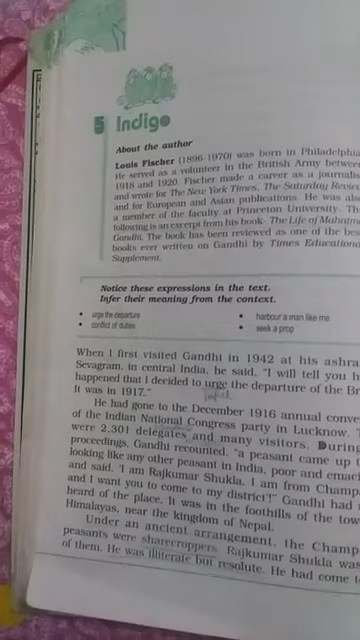 5 Indigo
About the author
Louis Fischer (1896-1970) was born in Philadelphia
He served as a volunteer in the British Army between
1918 and 1920. Fischer made a career as a journalis
and wrote for The New York Times, The Saturday Review
and for European and Asian publications. He was als
a member of the faculty at Princeton University. Th
following is an excerpt from his book- The Life of Mahatm
Gandhi. The book has been reviewed as one of the bes
books ever written on Gandhi by Times Educationa
Supplement.
Notice these expressions in the text.
Infer their meaning from the context.
• urge the departure
• harbour a man like me
• conflict of duties
• seek a prop
When I first visited Gandhi in 1942 at his ashra
Sevagram, in central India, he said, "I will tell you h
happened that I decided to urge the departure of the Br
It was in 1917."
He had gone to the December 1916 annual conve
of the Indian National Congress party in Lucknow.
were 2,301 delegates and many visitors. During
proceedings, Gandhi recounted, "a peasant came up
looking like any other peasant in India, poor and emac
and said, 'I am Rajkumar Shukla. I am from Champ
and I want you to come to my district'!" Gandhi had
heard of the place. It was in the foothills of the tow
Himalayas, near the kingdom of Nepal.
Under an ancient arrangement, the Champ
peasants were sharecroppers. Rajkumar Shukla was
of them. He was illiterate but resolute. He had come t